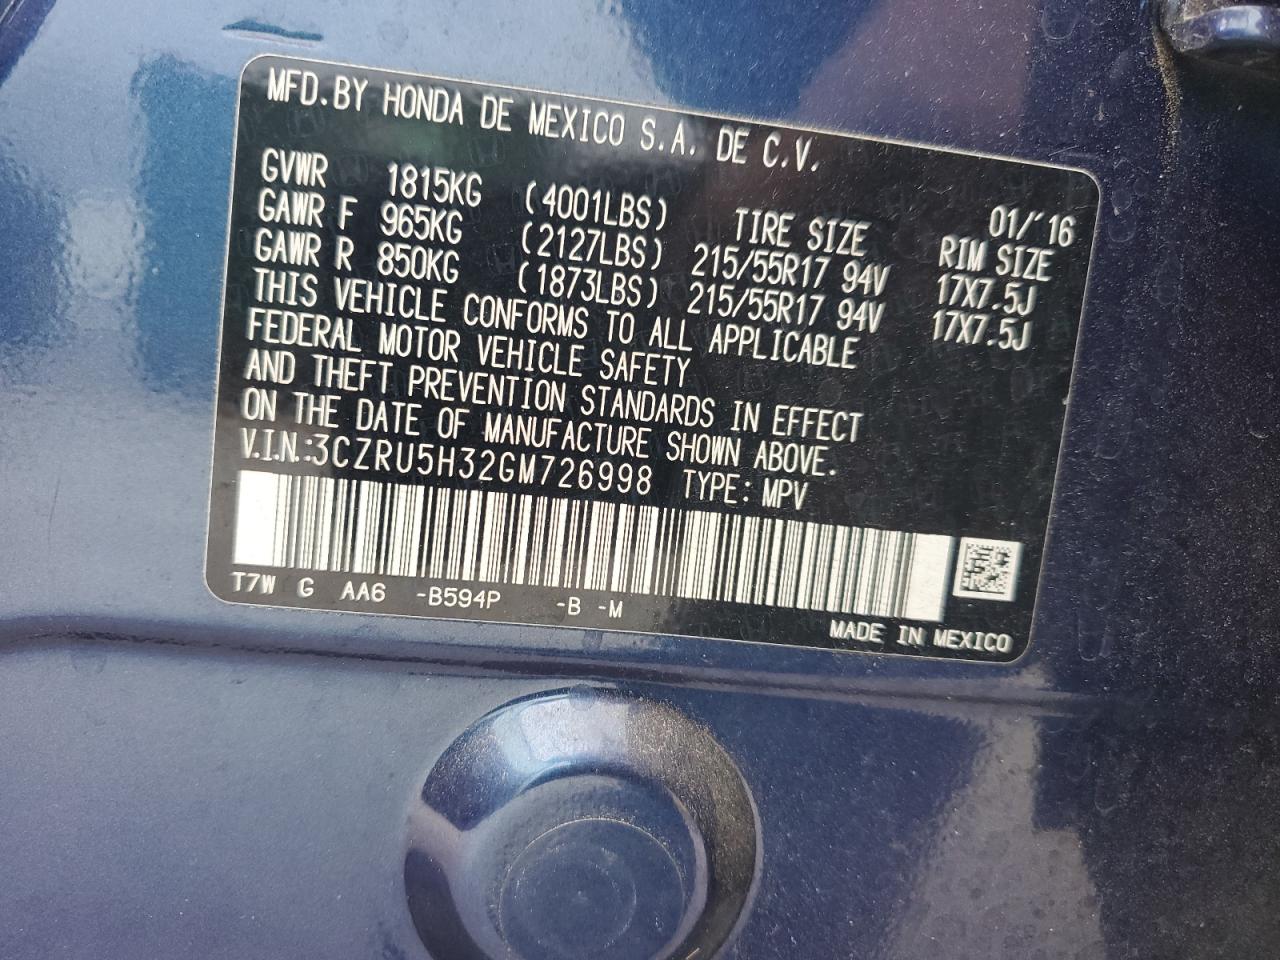 MFD.BY HONDA DE MEXICO S.A. DE C.V.
01/'16
GVWR 1815KG (4001LBS) TIRE SIZE RIM SIZE
GAWR F 965KG (2127LBS) 215/55R17 94V 17X7.5J
GAWR R 850KG (1873LBS) 215/55R17 94V 17X7.5J
THIS VEHICLE CONFORMS TO ALL APPLICABLE
FEDERAL MOTOR VEHICLE SAFETY
AND THEFT PREVENTION STANDARDS IN EFFECT
ON THE DATE OF MANUFACTURE SHOWN ABOVE.
V.I.N.:3CZRU5H32GM726998 TYPE: MPV
T7W G AA6 -B594P -B -M
MADE IN MEXICO